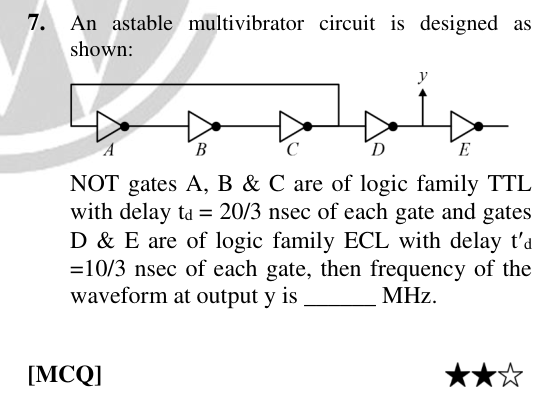 7. An astable multivibrator circuit is designed as
shown:
y
A B C D E
NOT gates A, B & C are of logic family TTL
with delay td = 20/3 nsec of each gate and gates
D & E are of logic family ECL with delay t′d
=10/3 nsec of each gate, then frequency of the
waveform at output y is ______ MHz.
[MCQ] ★★☆